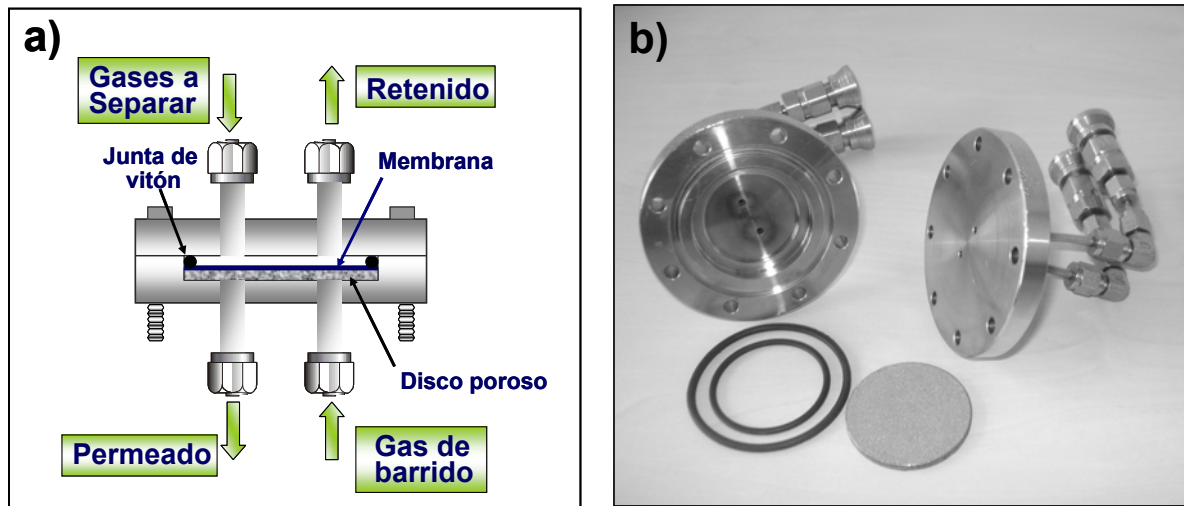 a)
Gases a
Separar
Retenido
Junta de
vitón
Membrana
Disco poroso
Permeado
Gas de
barrido
b)